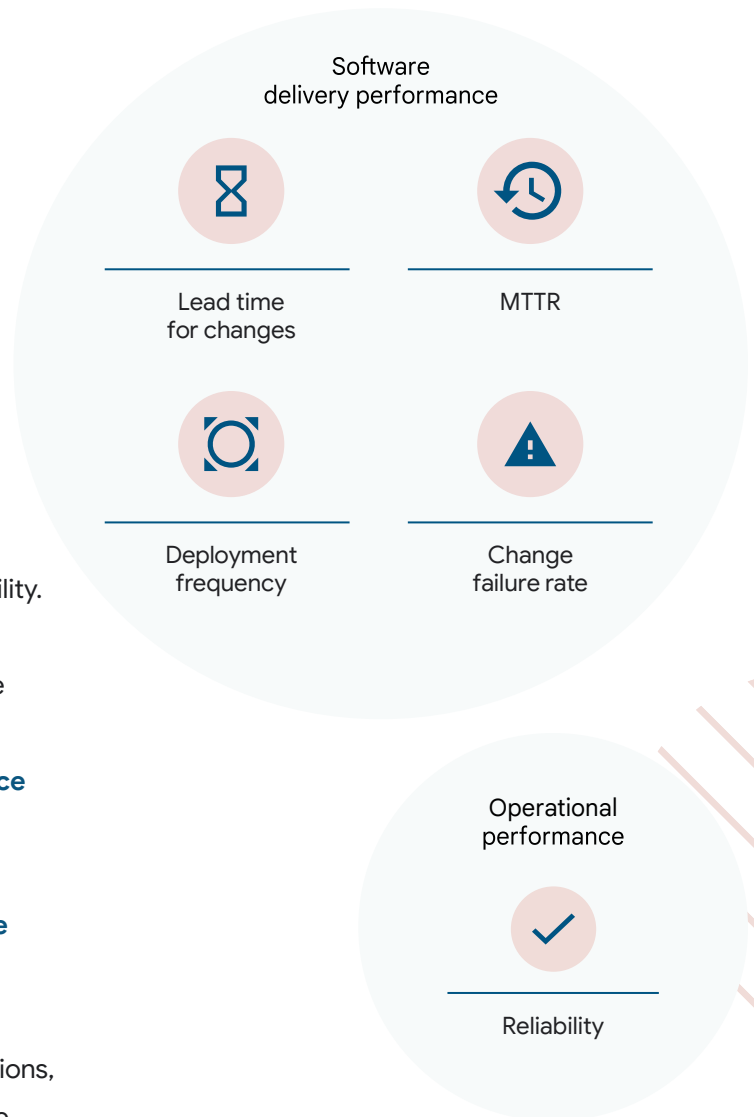 Software
delivery performance
Lead time
for changes
MTTR
Deployment
frequency
Change
failure rate
Operational
performance
Reliability